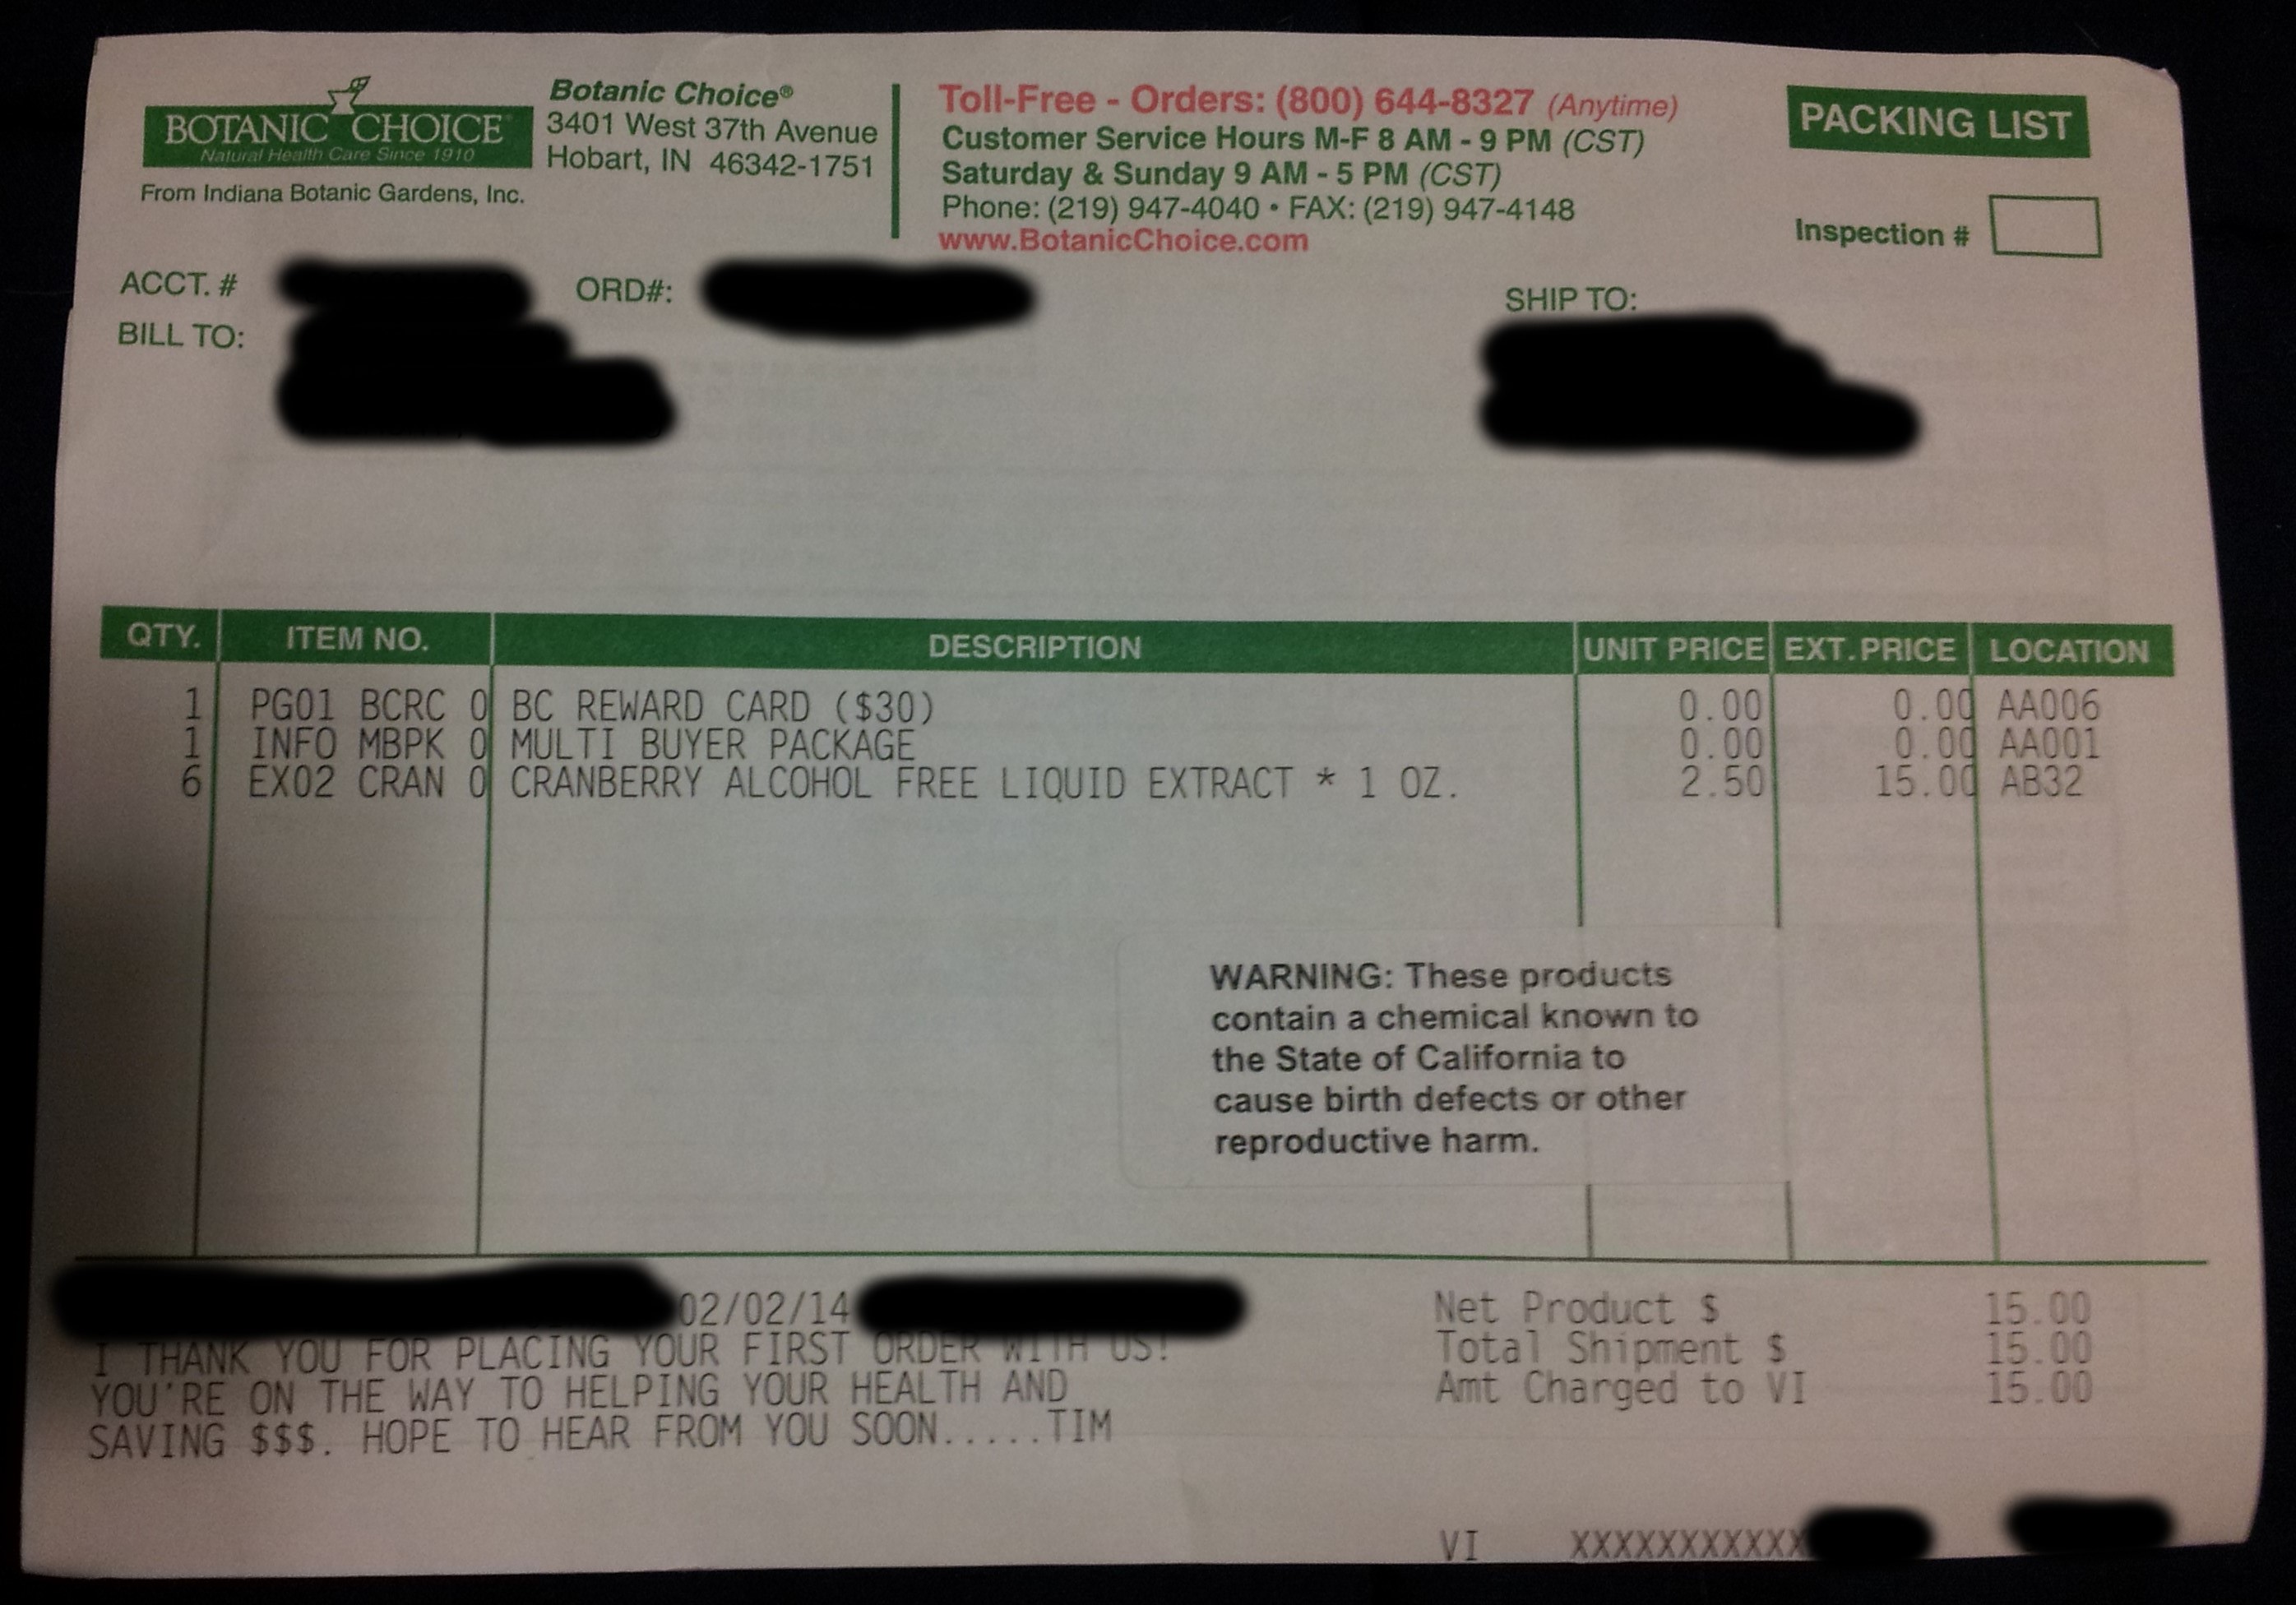 BOTANIC CHOICE
Natural Health Care Since 1910
From Indiana Botanic Gardens, Inc.
Botanic Choice®
3401 West 37th Avenue
Hobart, IN 46342-1751
Toll-Free - Orders: (800) 644-8327 (Anytime)
Customer Service Hours M-F 8 AM - 9 PM (CST)
Saturday & Sunday 9 AM - 5 PM (CST)
Phone: (219) 947-4040 • FAX: (219) 947-4148
www.BotanicChoice.com
PACKING LIST
Inspection #
ACCT. # ORD#:
BILL TO:
SHIP TO:
QTY. ITEM NO. DESCRIPTION UNIT PRICE EXT. PRICE LOCATION
1 PG01 BCRC 0 BC REWARD CARD ($30) 0.00 0.00 AA006
1 INFO MBPK 0 MULTI BUYER PACKAGE 0.00 0.00 AA001
6 EX02 CRAN 0 CRANBERRY ALCOHOL FREE LIQUID EXTRACT * 1 OZ. 2.50 15.00 AB32
WARNING: These products
contain a chemical known to
the State of California to
cause birth defects or other
reproductive harm.
02/02/14
I THANK YOU FOR PLACING YOUR FIRST ORDER WITH US!
YOU'RE ON THE WAY TO HELPING YOUR HEALTH AND
SAVING $$$. HOPE TO HEAR FROM YOU SOON.....TIM
Net Product $ 15.00
Total Shipment $ 15.00
Amt Charged to VI 15.00
VI XXXXXXXXXXXX